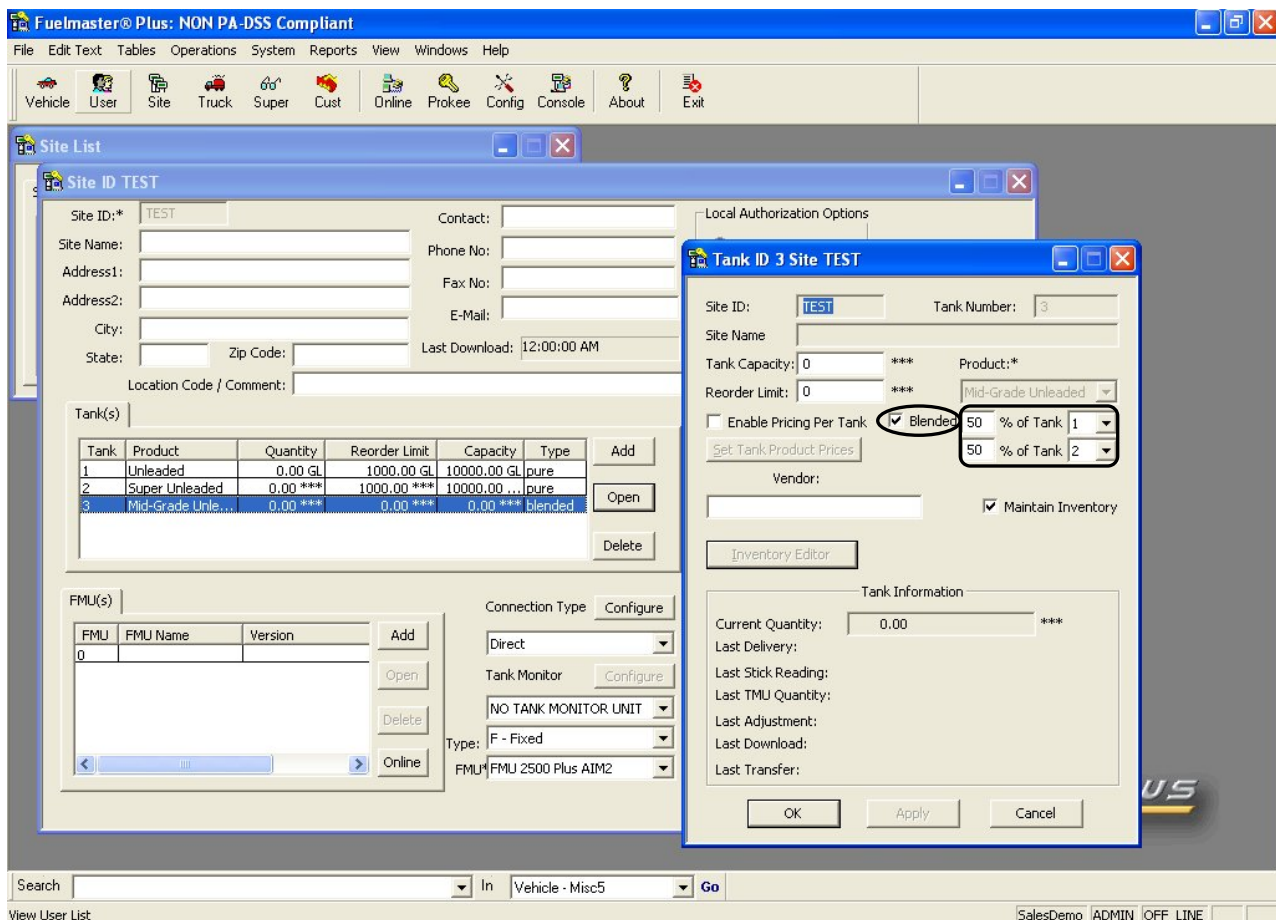 Fuelmaster® Plus: NON PA-DSS Compliant
File Edit Text Tables Operations System Reports View Windows Help
Vehicle User Site Truck Super Cust Online Prokee Config Console About Exit
Site List
Site ID TEST
Site ID:* TEST
Site Name:
Address1:
Address2:
City:
State: Zip Code:
Location Code / Comment:
Contact:
Phone No:
Fax No:
E-Mail:
Last Download: 12:00:00 AM
Local Authorization Options
Tank(s)
Tank Product Quantity Reorder Limit Capacity Type
1 Unleaded 0.00 GL 1000.00 GL 10000.00 GL pure
2 Super Unleaded 0.00 *** 1000.00 *** 10000.00 ... pure
3 Mid-Grade Unle... 0.00 *** 0.00 *** 0.00 *** blended
Add
Open
Delete
FMU(s)
FMU FMU Name Version
0
Add
Open
Delete
Online
Connection Type Configure
Direct
Tank Monitor Configure
NO TANK MONITOR UNIT
Type: F - Fixed
FMU* FMU 2500 Plus AIM2
Tank ID 3 Site TEST
Site ID: TEST Tank Number: 3
Site Name
Tank Capacity: 0 *** Product:*
Reorder Limit: 0 *** Mid-Grade Unleaded
Enable Pricing Per Tank Blended 50 % of Tank 1
Set Tank Product Prices 50 % of Tank 2
Vendor:
Maintain Inventory
Inventory Editor
Tank Information
Current Quantity: 0.00 ***
Last Delivery:
Last Stick Reading:
Last TMU Quantity:
Last Adjustment:
Last Download:
Last Transfer:
OK Apply Cancel
US
Search In Vehicle - Misc5 Go
View User List SalesDemo ADMIN OFF LINE